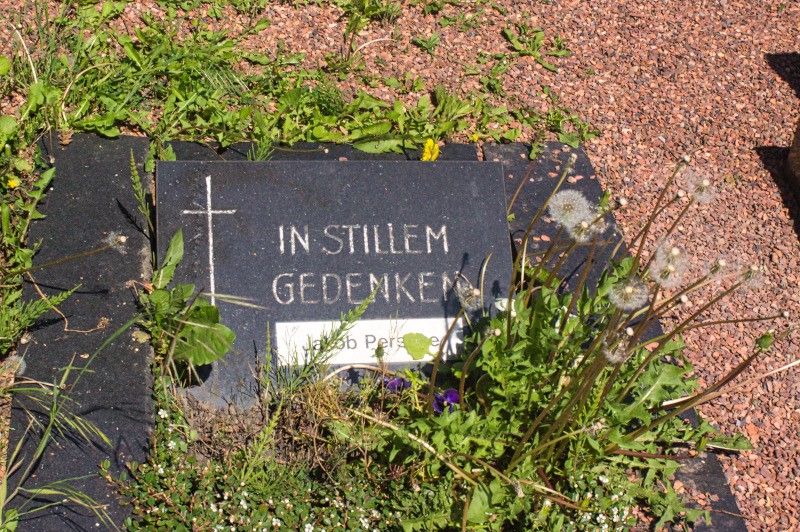 IN STILLEM
GEDENKEN
Jakob